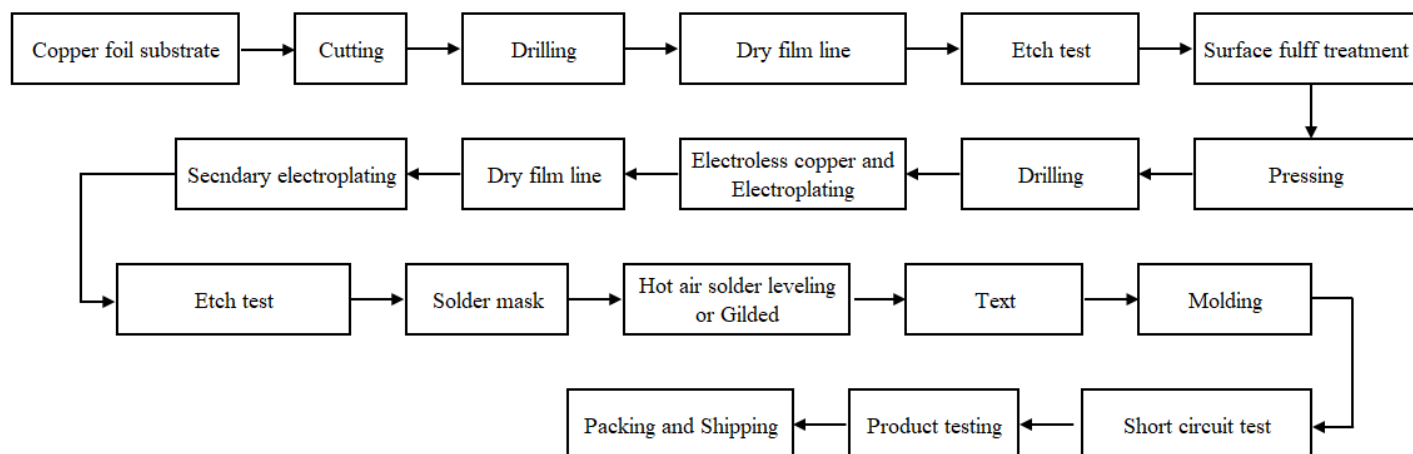 Copper foil substrate
Cutting
Drilling
Dry film line
Etch test
Surface fulff treatment
Pressing
Drilling
Electroless copper and
Electroplating
Dry film line
Secndary electroplating
Etch test
Solder mask
Hot air solder leveling
or Gilded
Text
Molding
Short circuit test
Product testing
Packing and Shipping